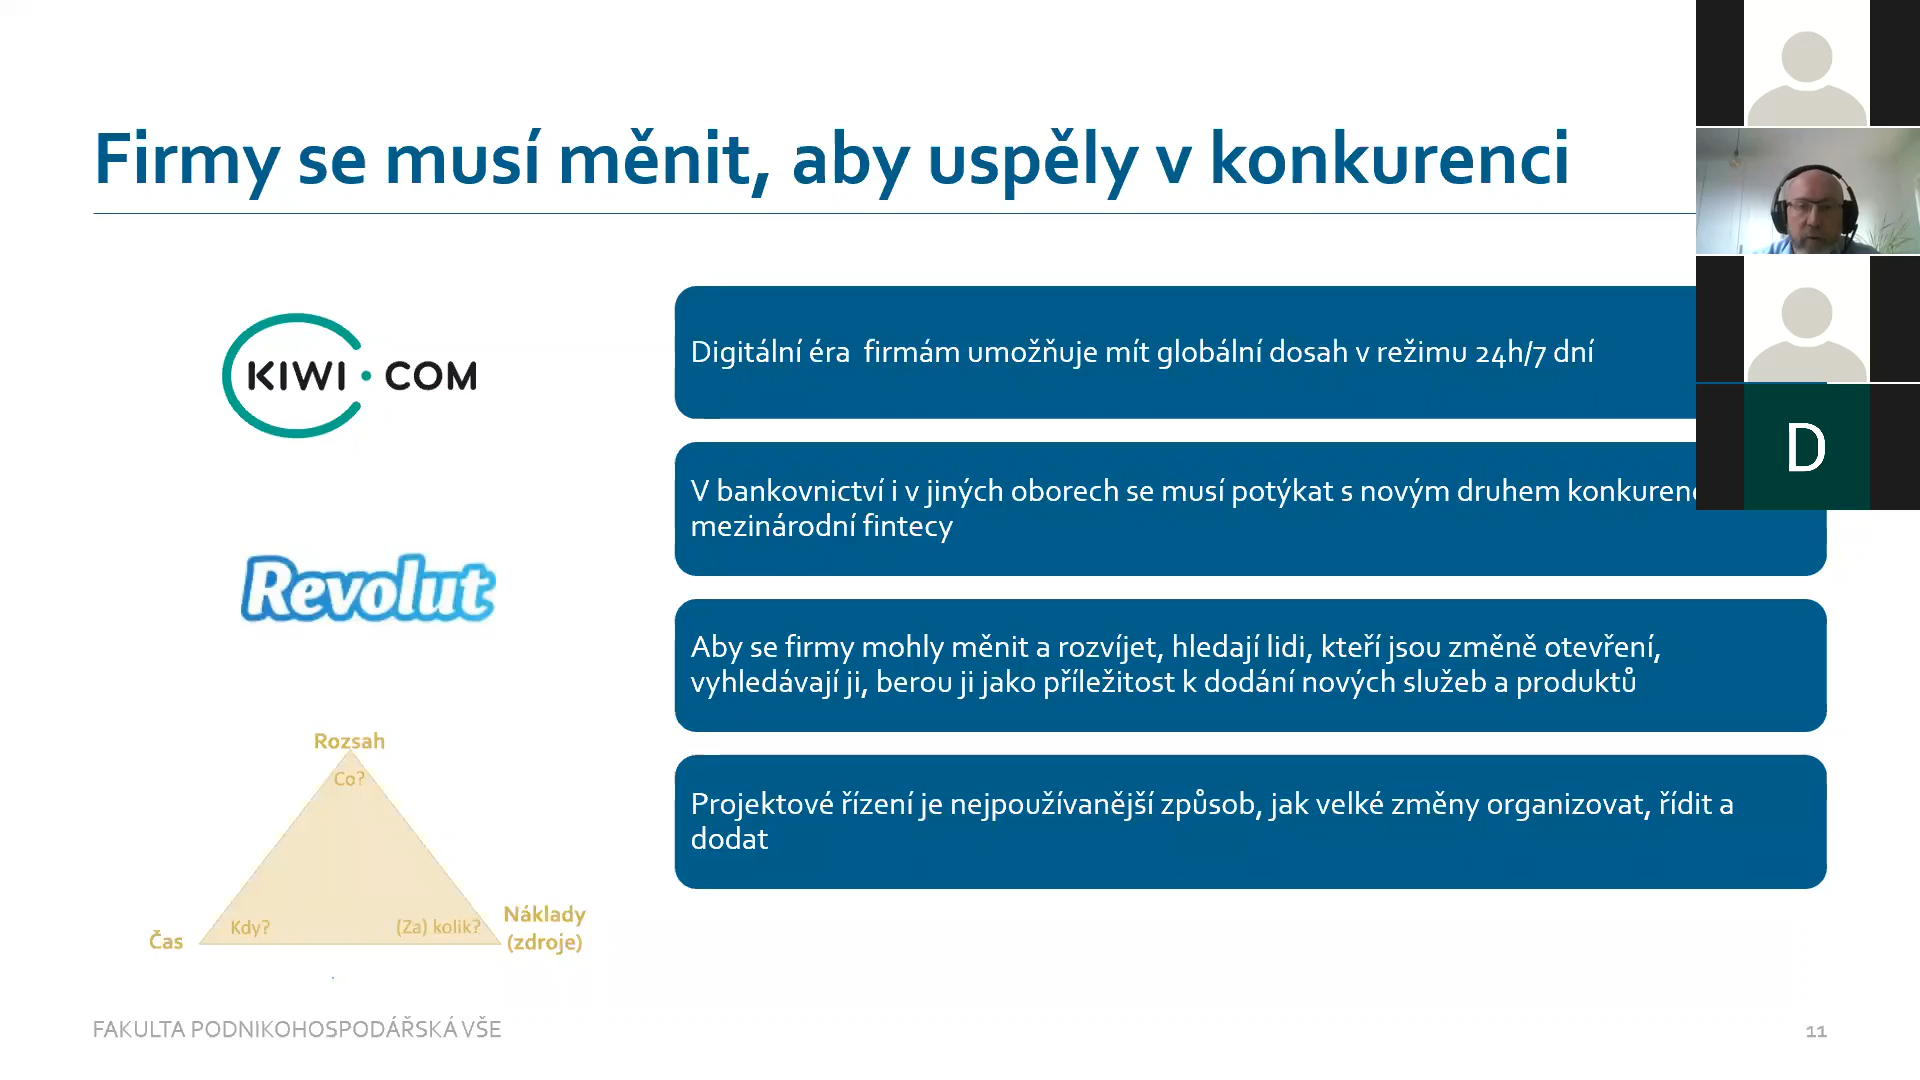 Firmy se musí měnit, aby uspěly v konkurenci
KIWI.COM
Digitální éra  firmám umožňuje mít globální dosah v režimu 24h/7 dní
V bankovnictví i v jiných oborech se musí potýkat s novým druhem
mezinárodní fintecy
Revolut
Aby se firmy mohly měnit a rozvíjet, hledají lidi, kteří jsou změně otevření,
vyhledávají ji, berou ji jako příležitost k dodání nových služeb a produktů
Projektové řízení je nejpoužívanější způsob, jak velké změny organizovat, řídit a
dodat
Rozsah
Co?
Kdy?
(Za) kolik?
Čas
Náklady
(zdroje)
D
FAKULTA PODNIKOHOSPODÁŘSKÁ VŠE
11